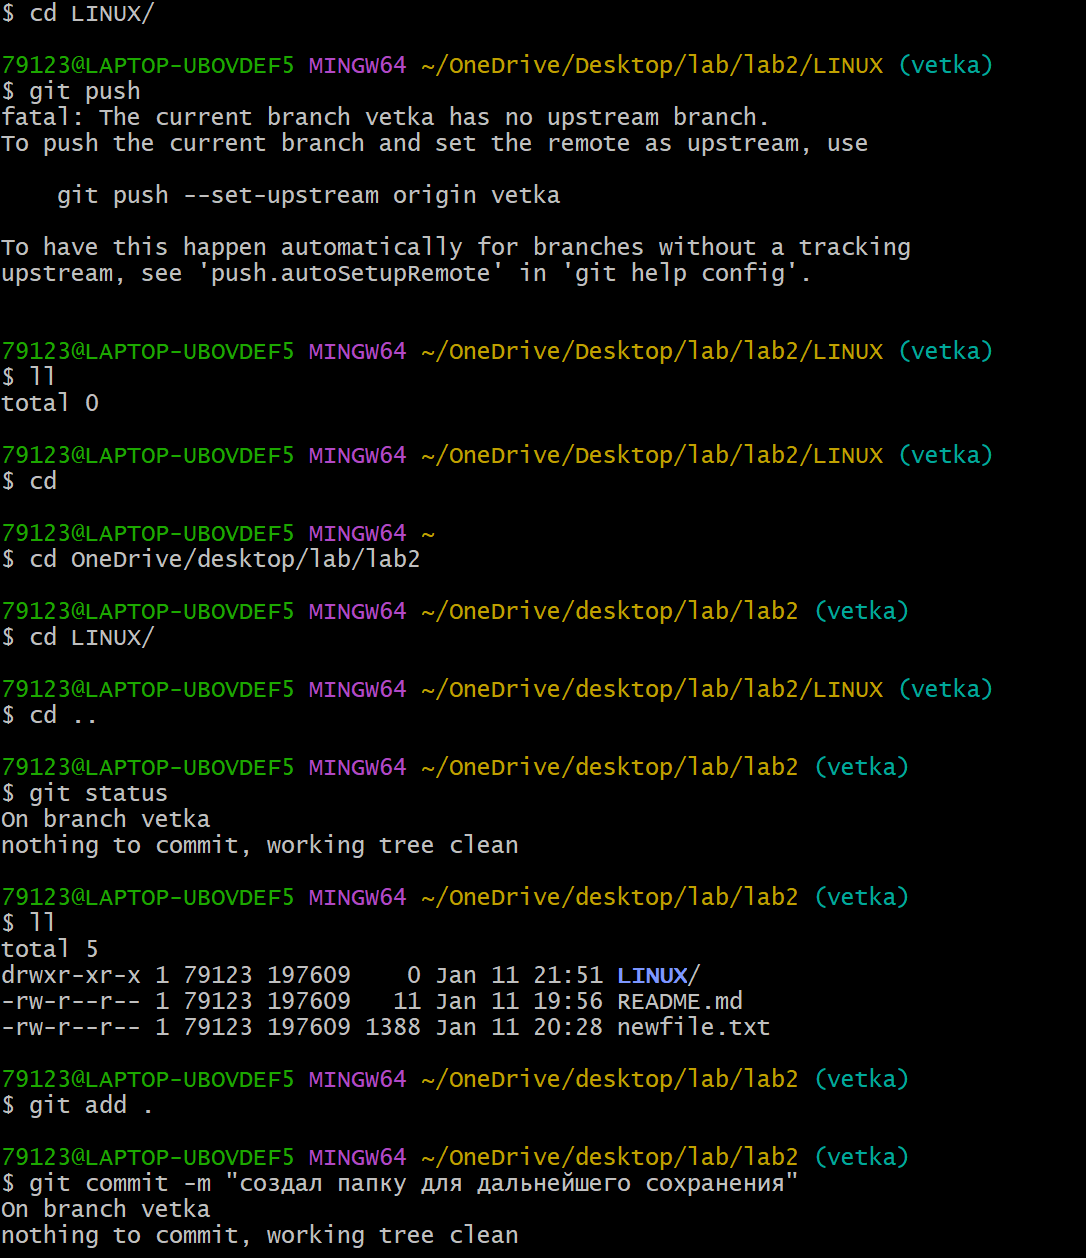 $ cd LINUX/
79123@LAPTOP-UBOVDEF5 MINGW64 ~/OneDrive/Desktop/lab/lab2/LINUX (vetka)
$ git push
fatal: The current branch vetka has no upstream branch.
To push the current branch and set the remote as upstream, use
    git push --set-upstream origin vetka
To have this happen automatically for branches without a tracking
upstream, see 'push.autoSetupRemote' in 'git help config'.
79123@LAPTOP-UBOVDEF5 MINGW64 ~/OneDrive/Desktop/lab/lab2/LINUX (vetka)
$ ll
total 0
79123@LAPTOP-UBOVDEF5 MINGW64 ~/OneDrive/Desktop/lab/lab2/LINUX (vetka)
$ cd
79123@LAPTOP-UBOVDEF5 MINGW64 ~
$ cd OneDrive/desktop/lab/lab2
79123@LAPTOP-UBOVDEF5 MINGW64 ~/OneDrive/desktop/lab/lab2 (vetka)
$ cd LINUX/
79123@LAPTOP-UBOVDEF5 MINGW64 ~/OneDrive/desktop/lab/lab2/LINUX (vetka)
$ cd ..
79123@LAPTOP-UBOVDEF5 MINGW64 ~/OneDrive/desktop/lab/lab2 (vetka)
$ git status
On branch vetka
nothing to commit, working tree clean
79123@LAPTOP-UBOVDEF5 MINGW64 ~/OneDrive/desktop/lab/lab2 (vetka)
$ ll
total 5
drwxr-xr-x 1 79123 197609    0 Jan 11 21:51 LINUX/
-rw-r--r-- 1 79123 197609   11 Jan 11 19:56 README.md
-rw-r--r-- 1 79123 197609 1388 Jan 11 20:28 newfile.txt
79123@LAPTOP-UBOVDEF5 MINGW64 ~/OneDrive/desktop/lab/lab2 (vetka)
$ git add .
79123@LAPTOP-UBOVDEF5 MINGW64 ~/OneDrive/desktop/lab/lab2 (vetka)
$ git commit -m "создал папку для дальнейшего сохранения"
On branch vetka
nothing to commit, working tree clean